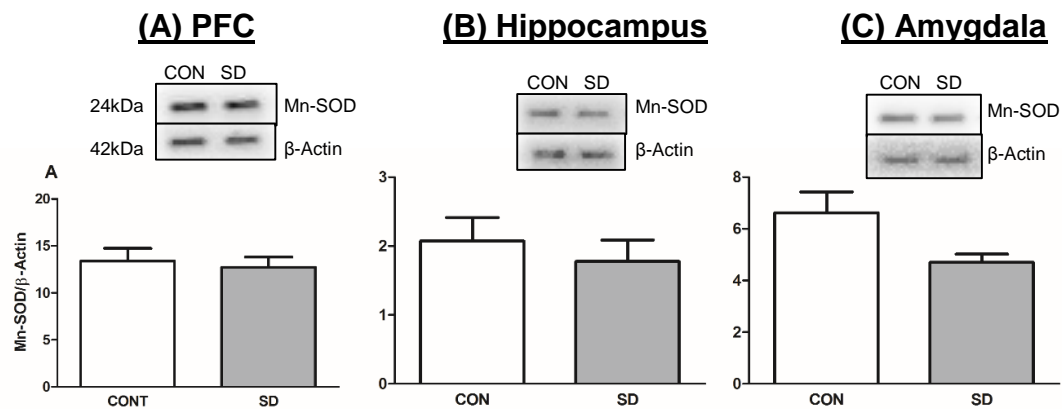 (A) PFC
CON SD
24kDa
Mn-SOD
42kDa
β-Actin
A
20
15
10
5
0
Mn-SOD/β-Actin
CONT SD
(B) Hippocampus
CON SD
Mn-SOD
β-Actin
3
2
1
0
CON SD
(C) Amygdala
CON SD
Mn-SOD
β-Actin
8
6
4
2
0
CON SD